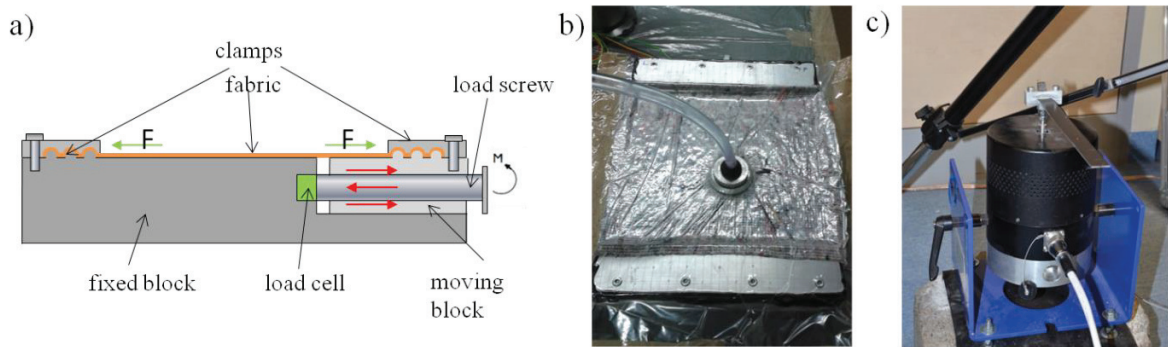 a)
clamps
fabric
load screw
F
F
M
fixed block
load cell
moving
block
b)
c)